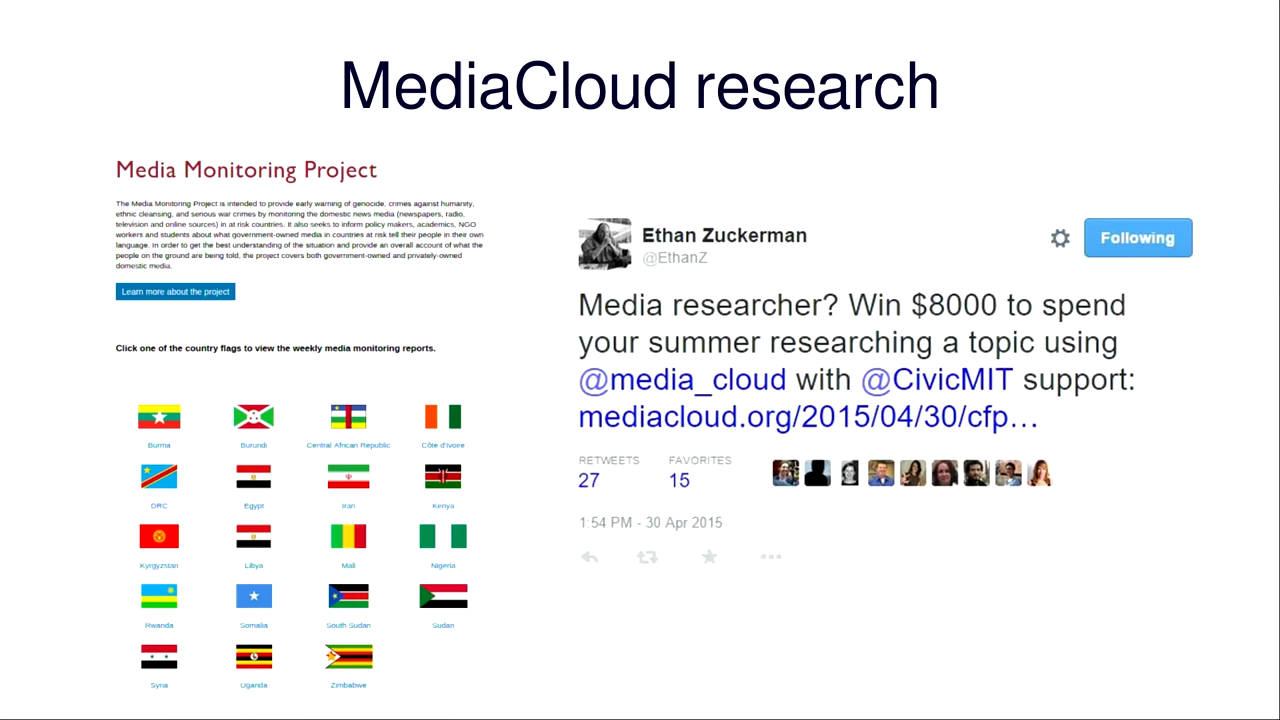 MediaCloud research
Media Monitoring Project
The Media Monitoring Project is intended to provide early warning of genocide, crimes against humanity,
ethnic cleansing, and serious war crimes by monitoring the domestic news media (newspapers, radio,
television and online sources) in at risk countries. It also seeks to inform policy makers, academics, NGO
workers and students about what government-owned media in countries at risk tell their people in their own
language. In order to get the best understanding of the situation and provide an overall account of what the
people on the ground are being told, the project covers both government-owned and privately-owned
domestic media.
Learn more about the project
Click one of the country flags to view the weekly media monitoring reports.
Burma
Burundi
Central African Republic
Côte d'Ivoire
DRC
Egypt
Iran
Kenya
Kyrgyzstan
Libya
Mali
Nigeria
Rwanda
Somalia
South Sudan
Sudan
Syria
Uganda
Zimbabwe
Ethan Zuckerman
@EthanZ
Following
Media researcher? Win $8000 to spend
your summer researching a topic using
@media_cloud with @CivicMIT support:
mediacloud.org/2015/04/30/cfp…
RETWEETS FAVORITES
27 15
1:54 PM - 30 Apr 2015